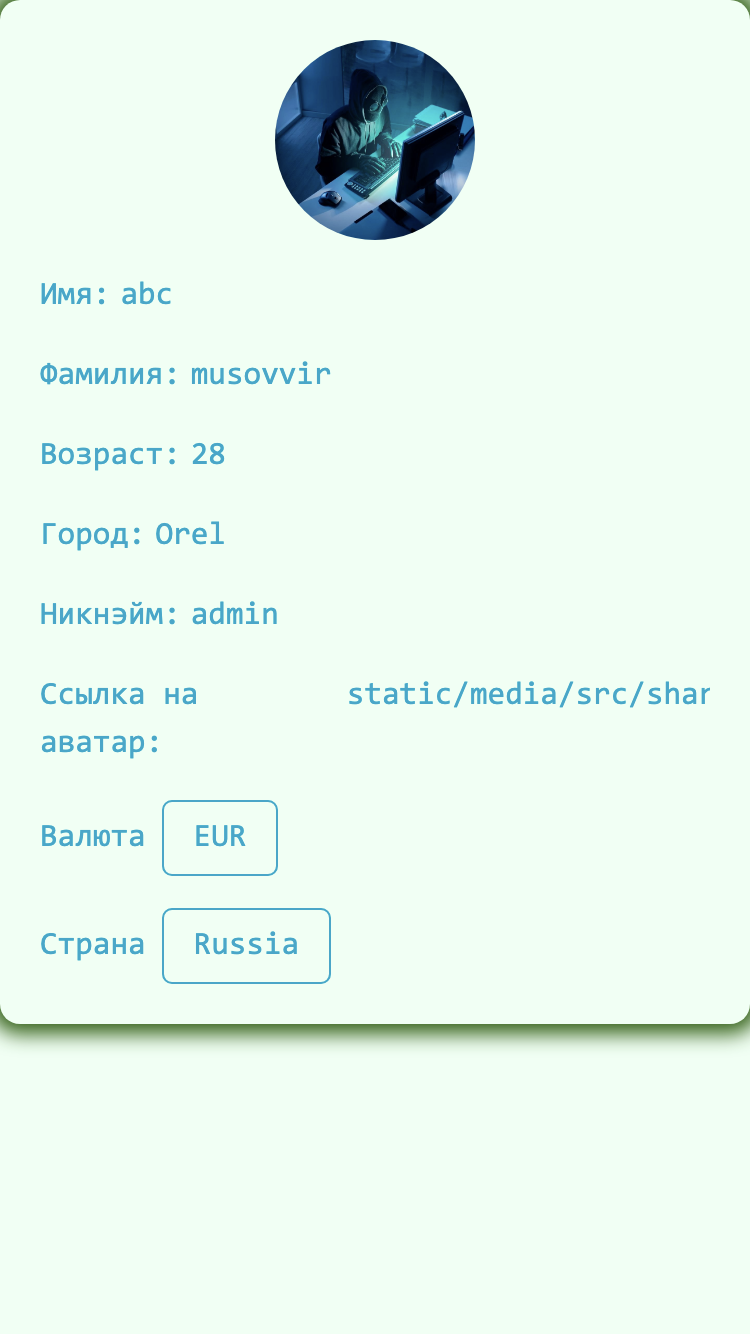 Имя: abc
Фамилия: musovvir
Возраст: 28
Город: Orel
Никнэйм: admin
Ссылка на static/media/src/shar
аватар:
Валюта EUR
Страна Russia